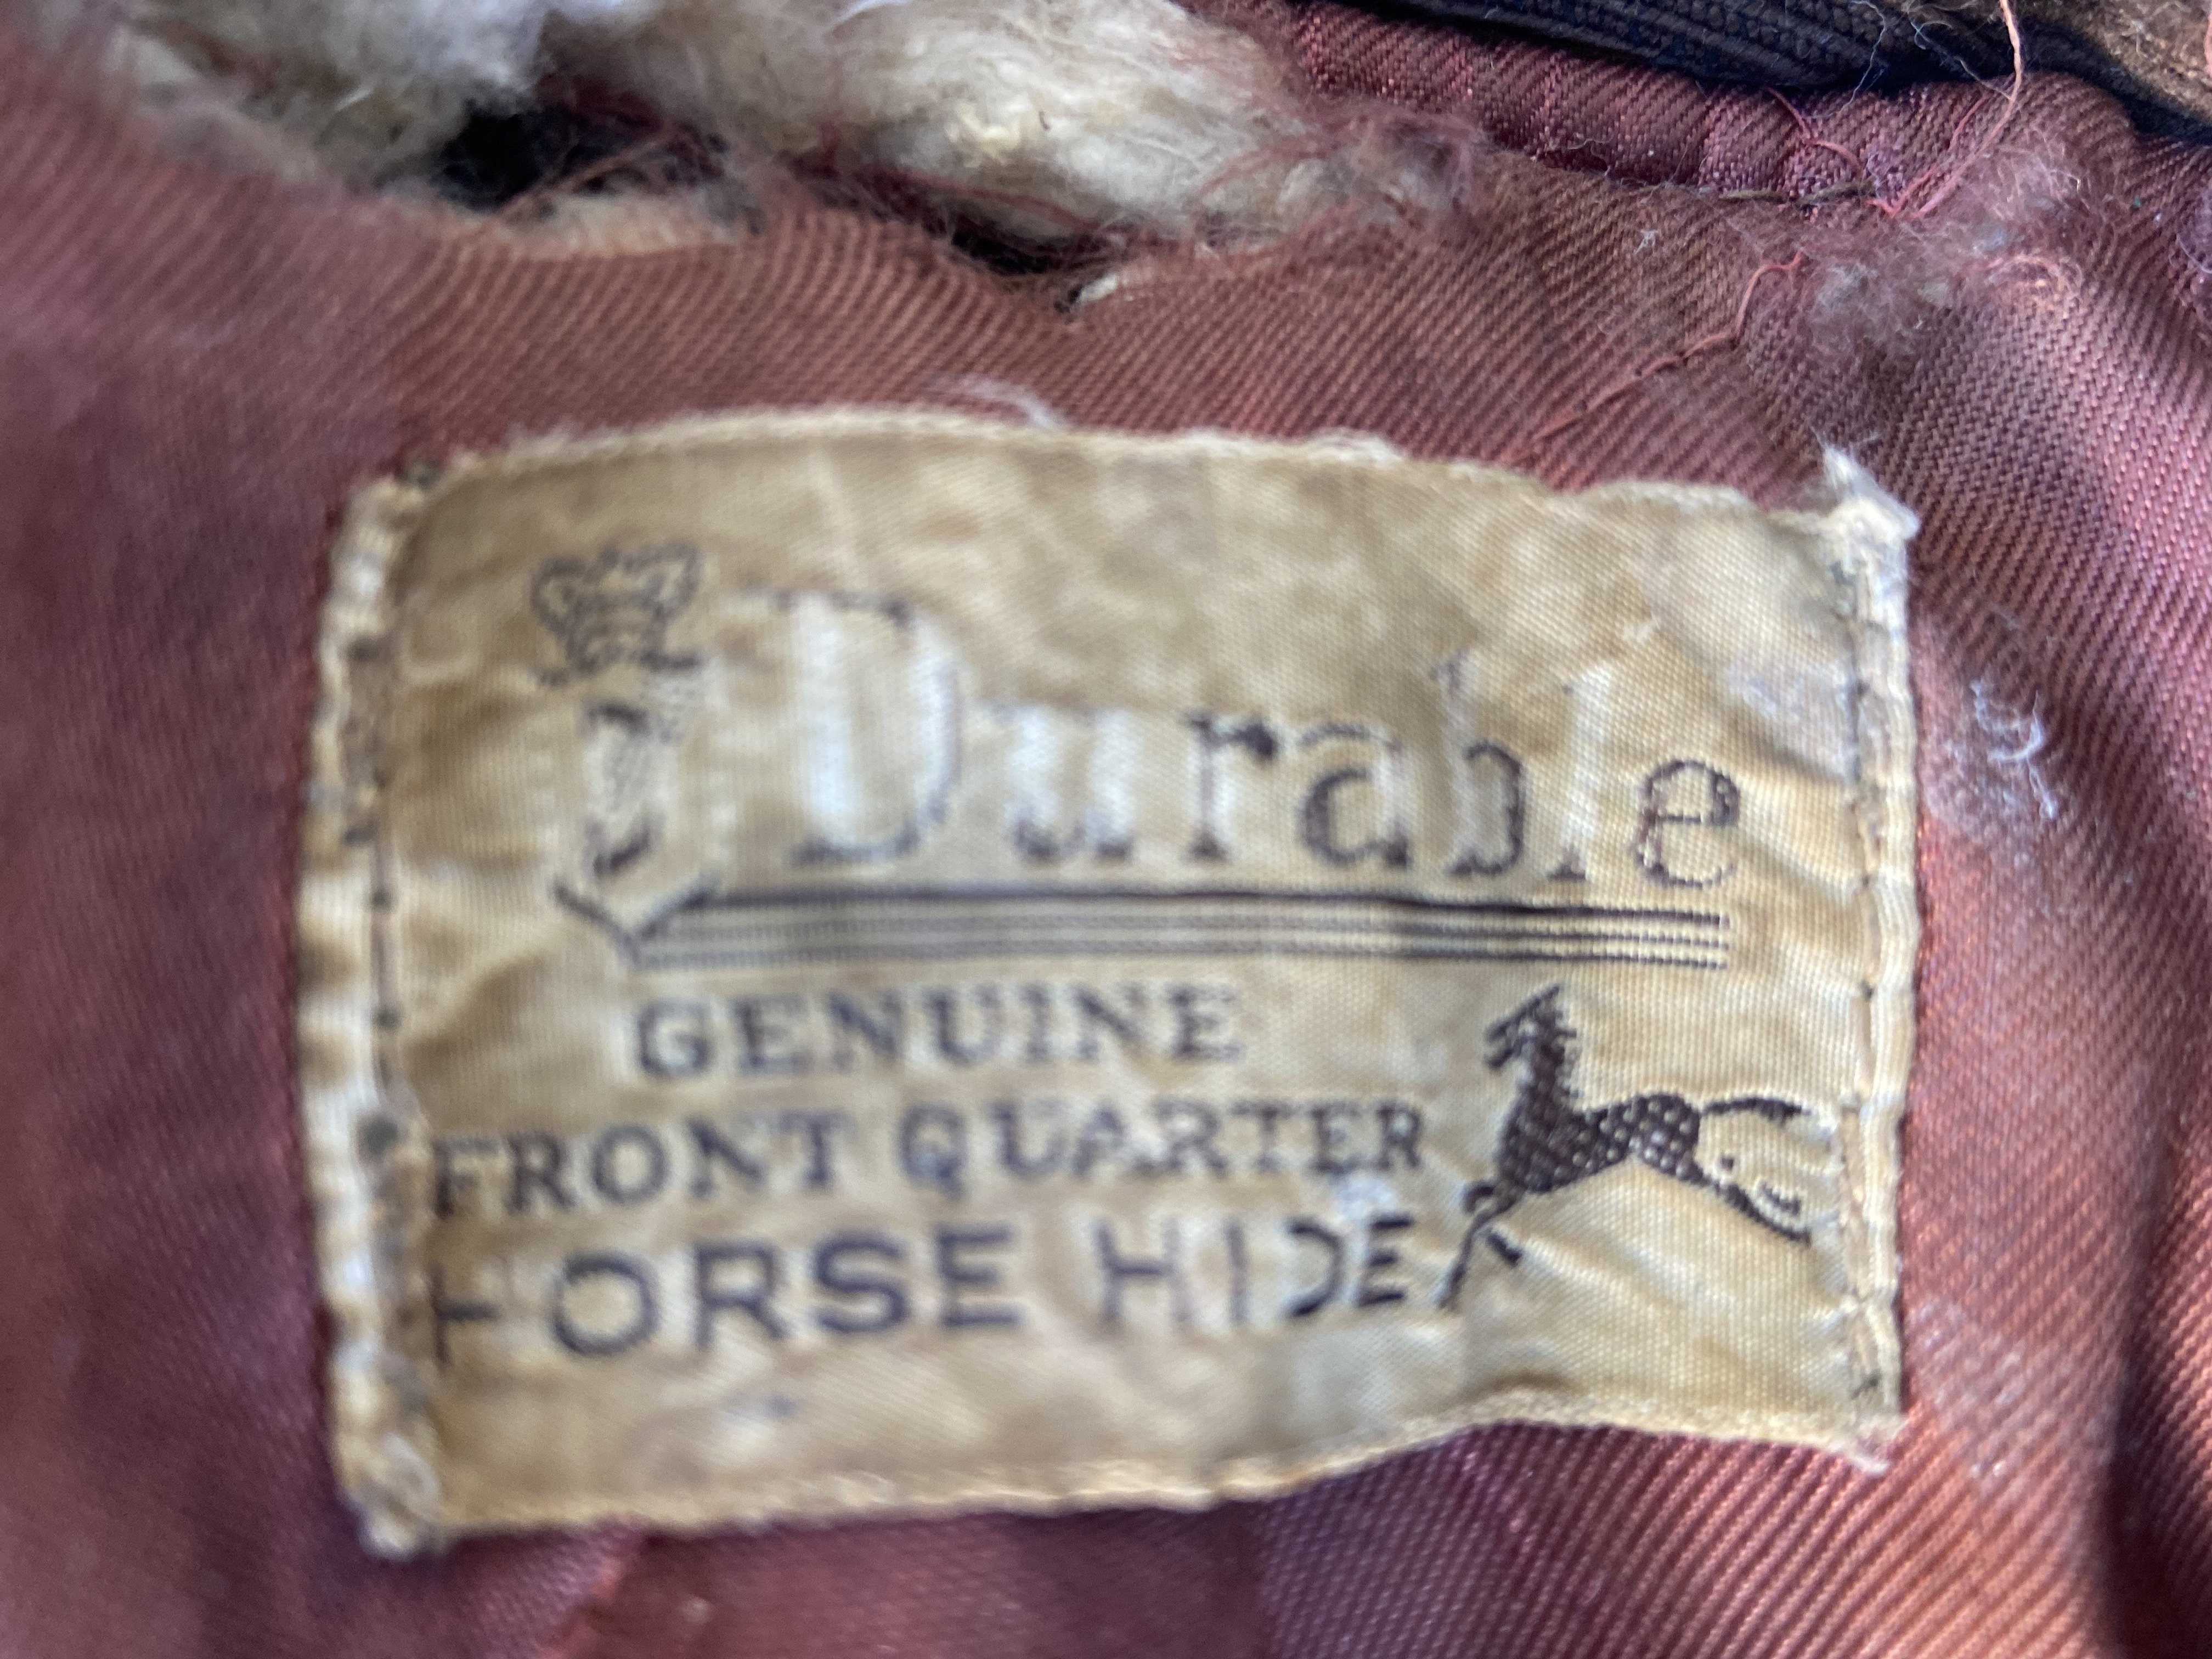 Durable
GENUINE
FRONT QUARTER
HORSE HIDE